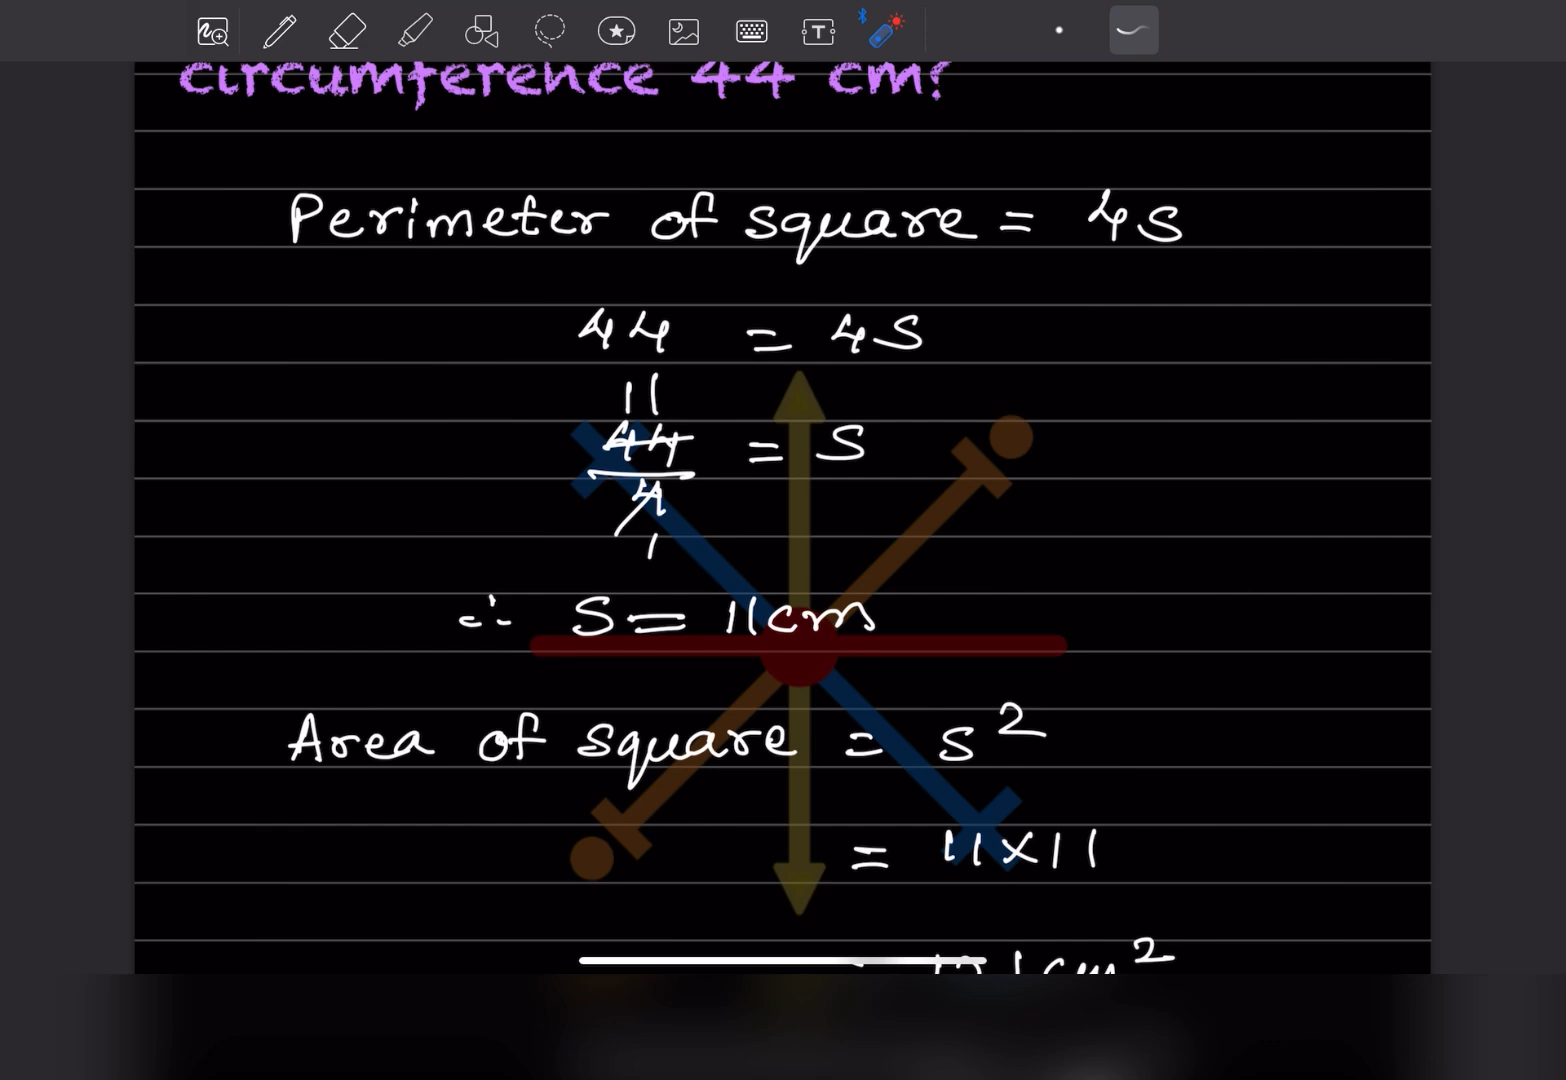 circumference 44 cm?
Perimeter of square = 4s
44 = 4s
11
44 = s
4
1
∴ s = 11cm
Area of square = s²
= 11×11
= 121cm²